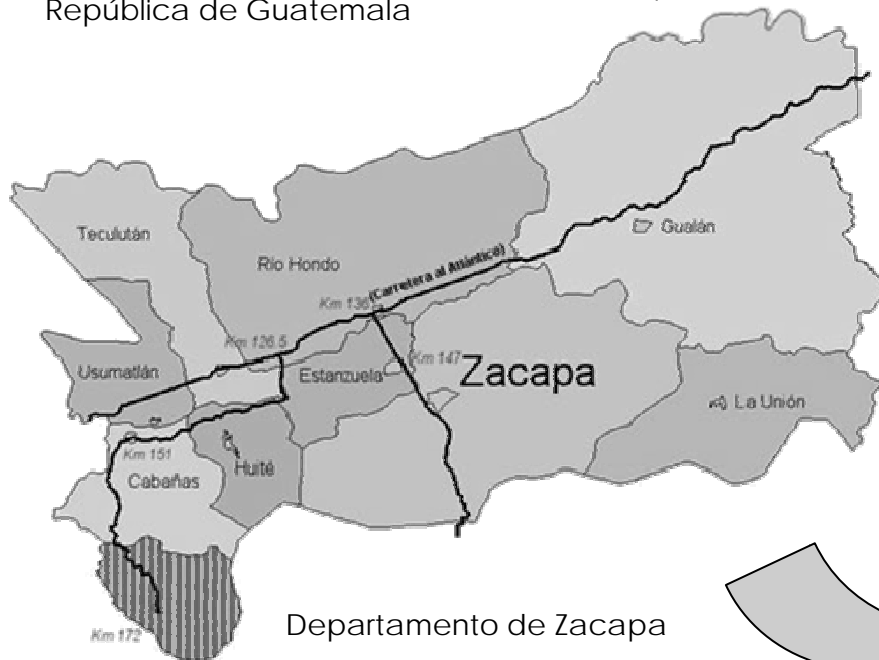 República de Guatemala
Teculután
Gualán
Rio Hondo
(Carretera al Atlántico)
Km 136
Km 126.5
Km 147
Usumatlán
Estanzuela
Zacapa
La Unión
Km 151
Huité
Cabañas
Km 172
Departamento de Zacapa